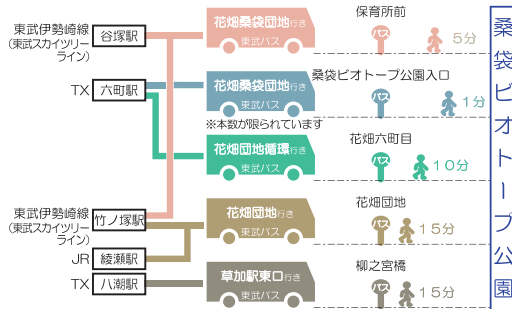 東武伊勢崎線
(東武スカイツリー
ライン)
谷塚駅
花畑桑袋団地行き
東武バス
保育所前
バス
5分
TX
六町駅
花畑桑袋団地行き
東武バス
桑袋ビオトープ公園入口
バス
1分
※本数が限られています
花畑団地循環行き
東武バス
花畑六町目
バス
10分
東武伊勢崎線
(東武スカイツリー
ライン)
竹ノ塚駅
花畑団地行き
東武バス
花畑団地
バス
15分
JR
綾瀬駅
TX
八潮駅
草加駅東口行き
東武バス
柳之宮橋
バス
15分
桑袋ビオトープ公園